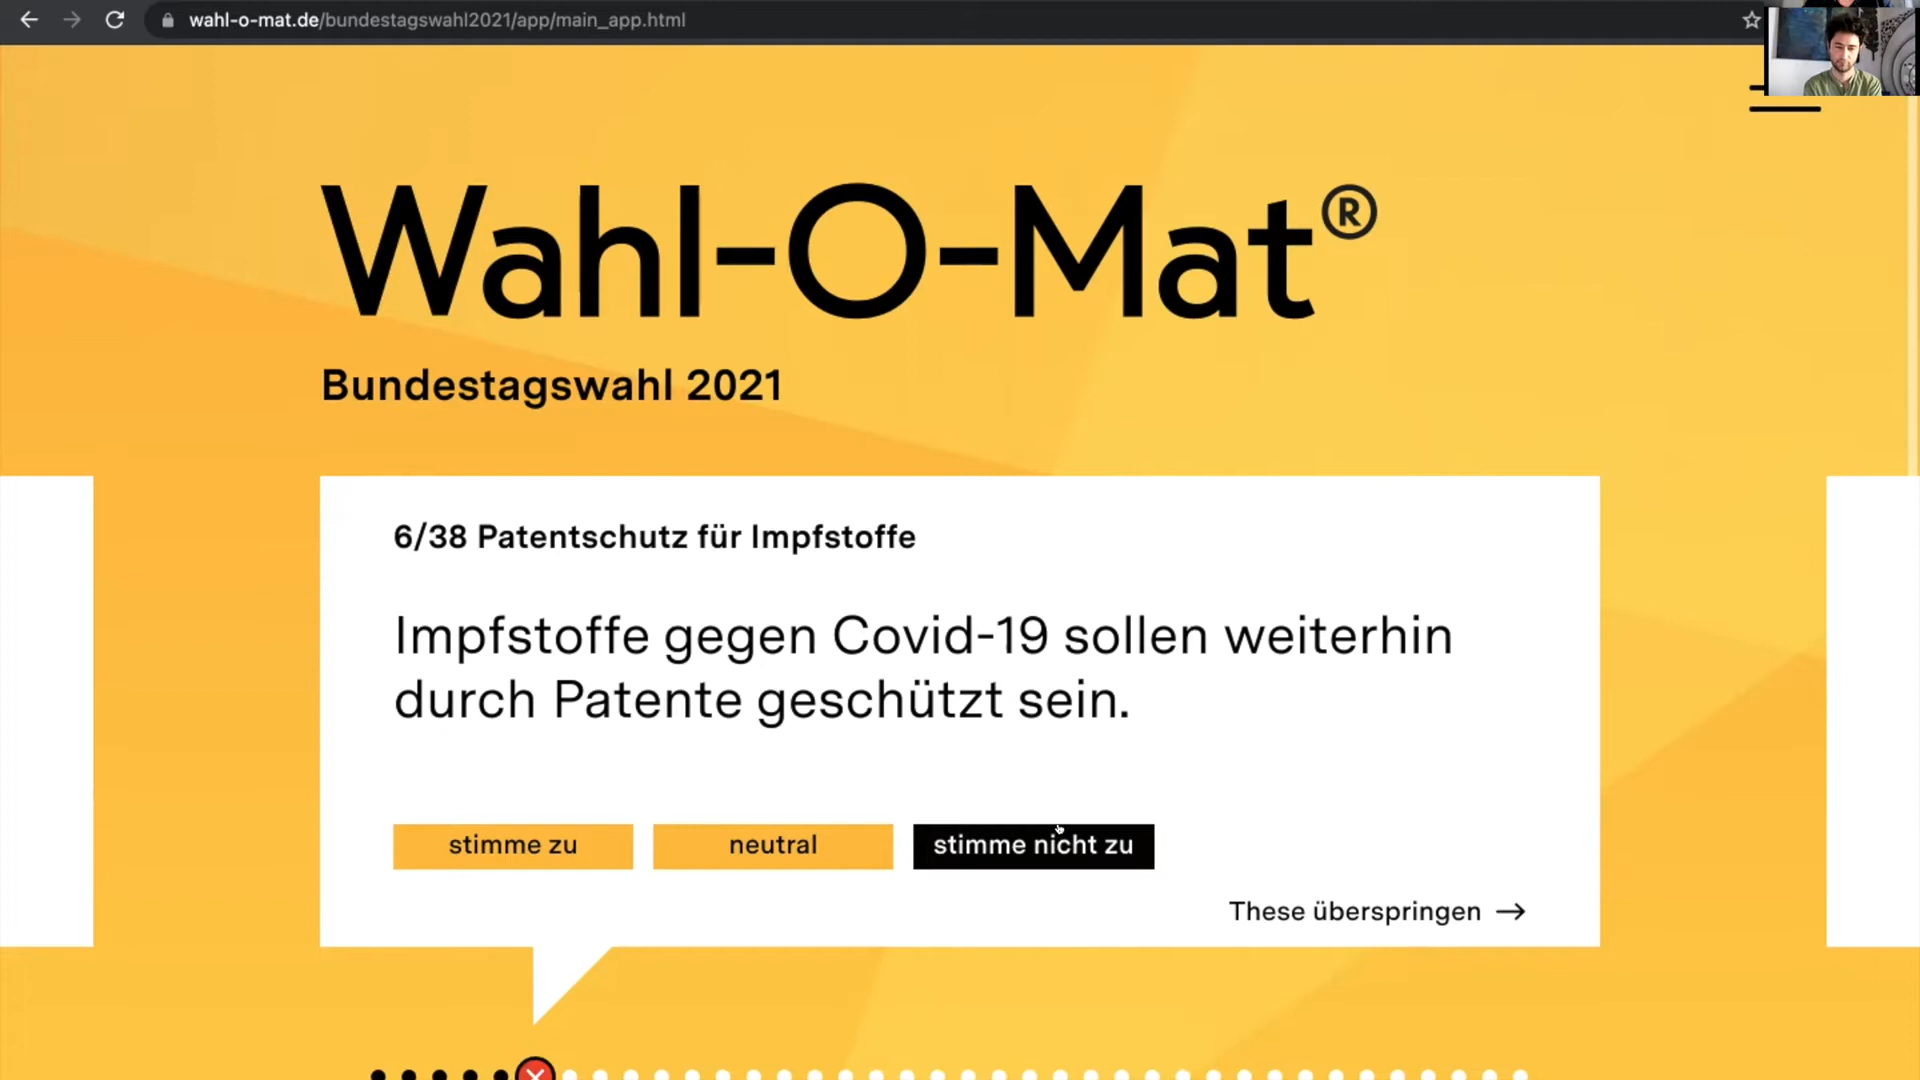 wahl-o-mat.de/bundestagswahl2021/app/main_app.html
Wahl-O-Mat®
Bundestagswahl 2021
6/38 Patentschutz für Impfstoffe
Impfstoffe gegen Covid-19 sollen weiterhin
durch Patente geschützt sein.
stimme zu
neutral
stimme nicht zu
These überspringen →